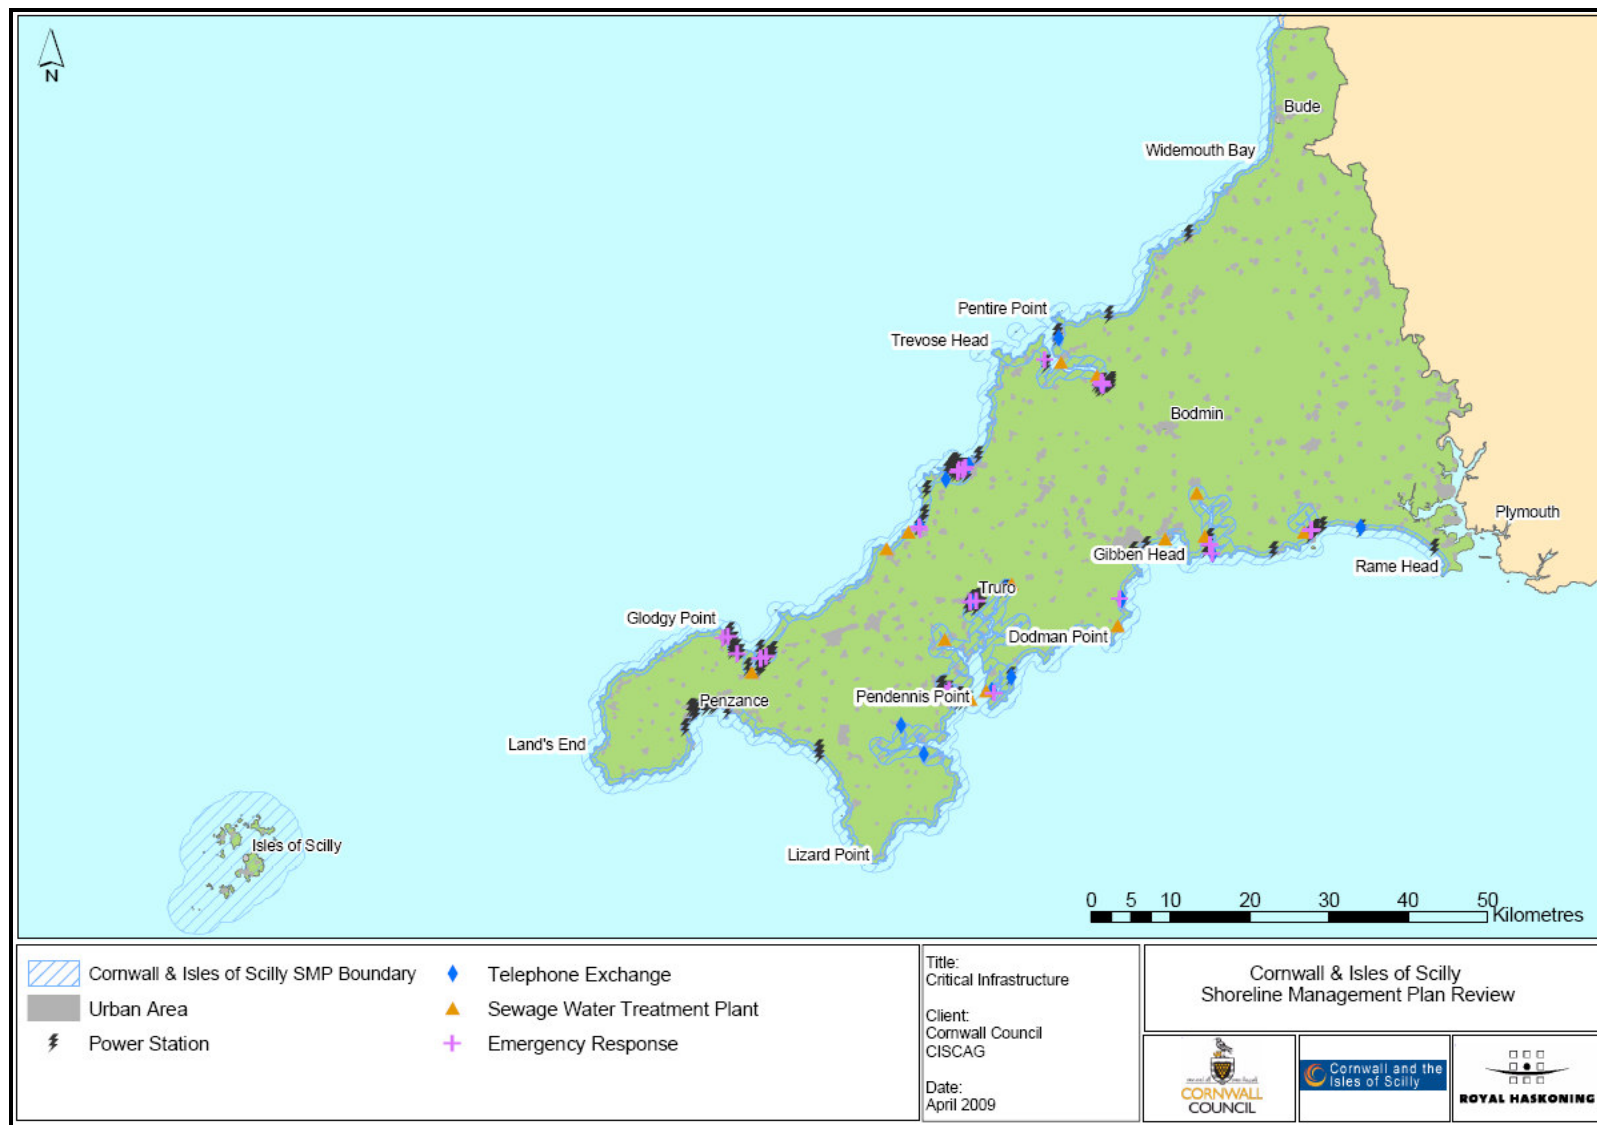 N
Bude
Widemouth Bay
Pentire Point
Trevose Head
Bodmin
Plymouth
Gibben Head
Rame Head
Truro
Glodgy Point
Dodman Point
Penzance
Pendennis Point
Land's End
Isles of Scilly
Lizard Point
0 5 10 20 30 40 50
Kilometres
Cornwall & Isles of Scilly SMP Boundary
Urban Area
Power Station
Telephone Exchange
Sewage Water Treatment Plant
Emergency Response
Title:
Critical Infrastructure
Client:
Cornwall Council
CISCAG
Date:
April 2009
Cornwall & Isles of Scilly
Shoreline Management Plan Review
CORNWALL
COUNCIL
Cornwall and the
Isles of Scilly
ROYAL HASKONING